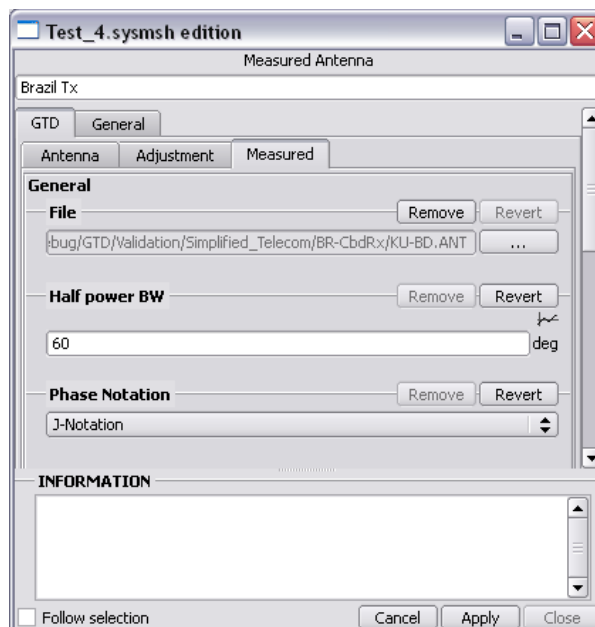 Test_4.sysmsh edition
Measured Antenna
Brazil Tx
GTD General
Antenna Adjustment Measured
General
File Remove Revert
:bug/GTD/Validation/Simplified_Telecom/BR-CbdRx/KU-BD.ANT ...
Half power BW Remove Revert
60 deg
Phase Notation Remove Revert
J-Notation
INFORMATION
Follow selection Cancel Apply Close